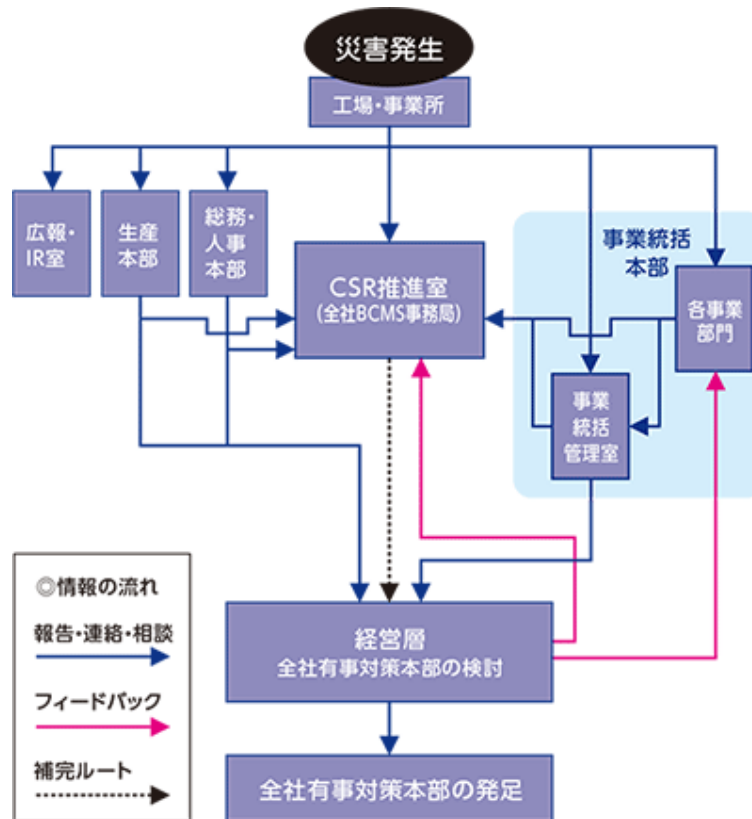 災害発生
工場・事業所
広報・
IR室
生産
本部
総務・
人事
本部
CSR推進室
(全社BCMS事務局)
事業統括
本部
各事業
部門
事業
統括
管理室
◎情報の流れ
報告・連絡・相談
フィードバック
補完ルート
経営層
全社有事対策本部の検討
全社有事対策本部の発足